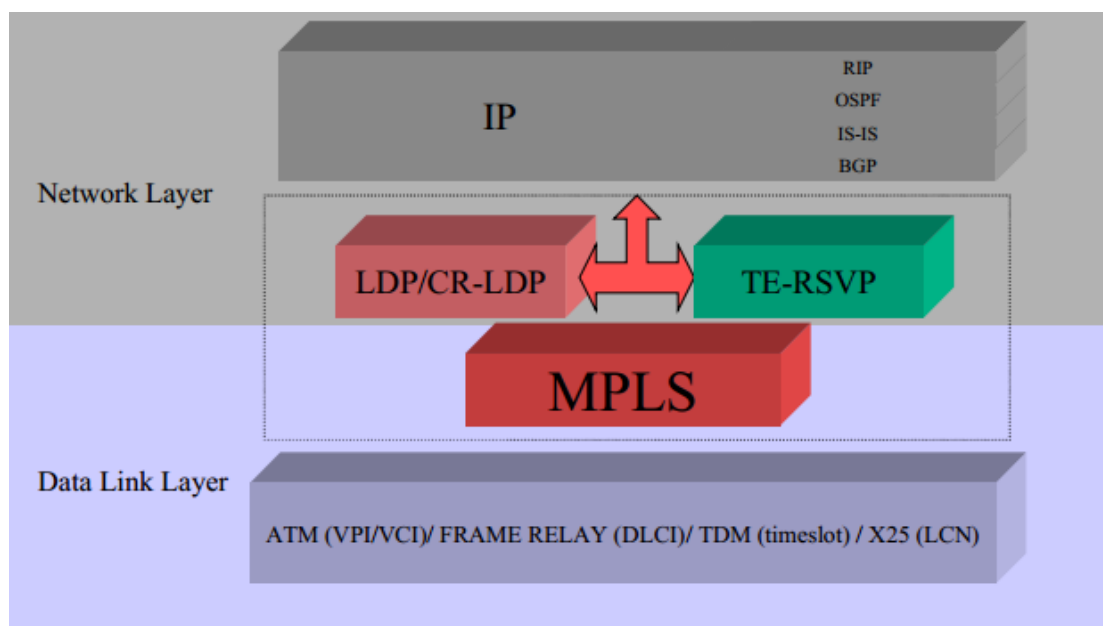 IP
RIP
OSPF
IS-IS
BGP
Network Layer
LDP/CR-LDP
TE-RSVP
MPLS
Data Link Layer
ATM (VPI/VCI)/ FRAME RELAY (DLCI)/ TDM (timeslot) / X25 (LCN)